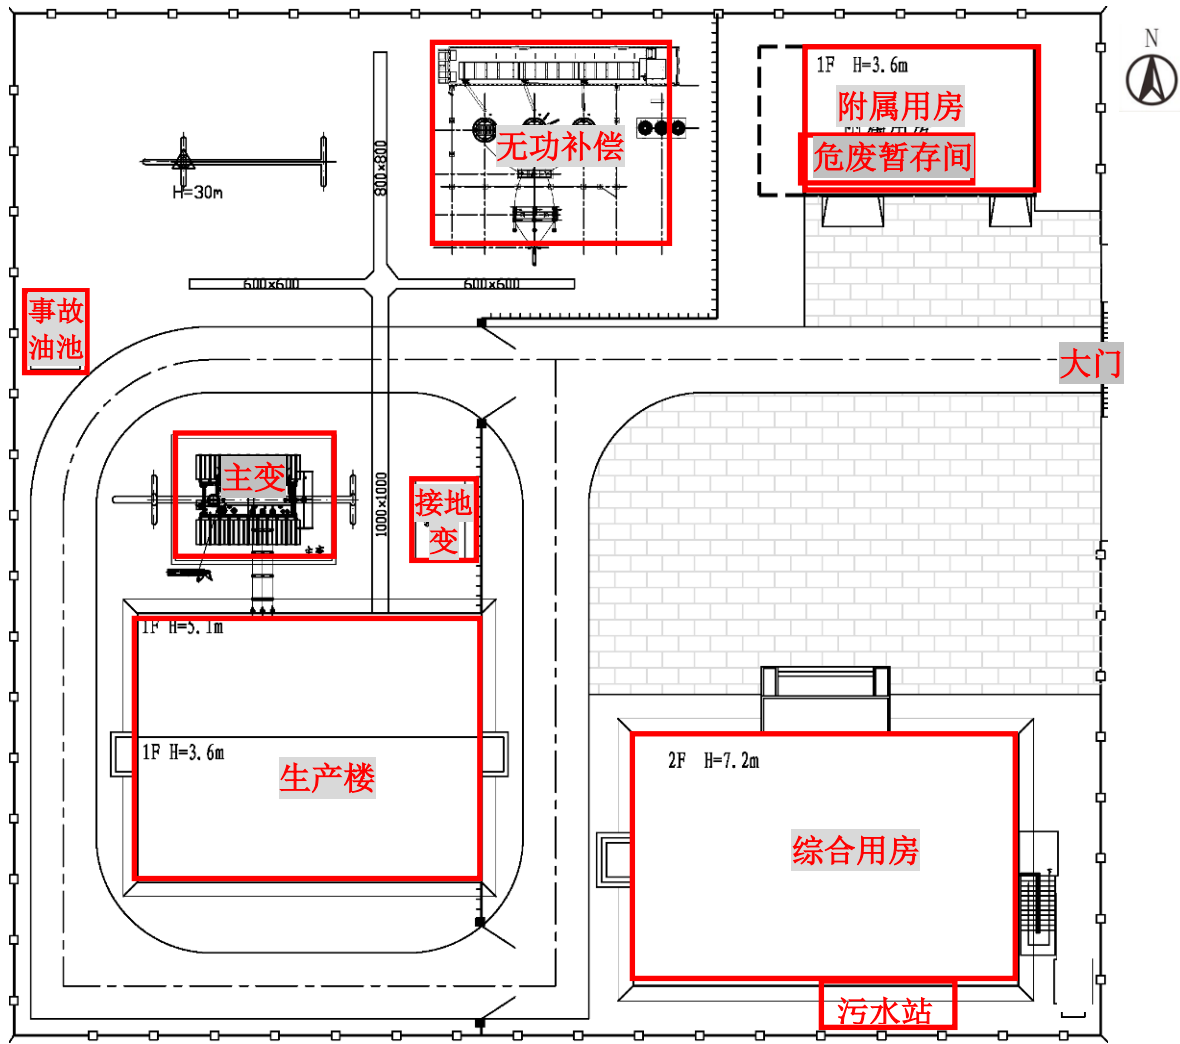 N
1F H=3.6m
附属用房
危废暂存间
无功补偿
800x800
H=30m
600x600
600x600
事故
油池
大门
主变
接地
变
1000x1000
主变
1F H=5.1m
1F H=3.6m
生产楼
2F H=7.2m
综合用房
污水站